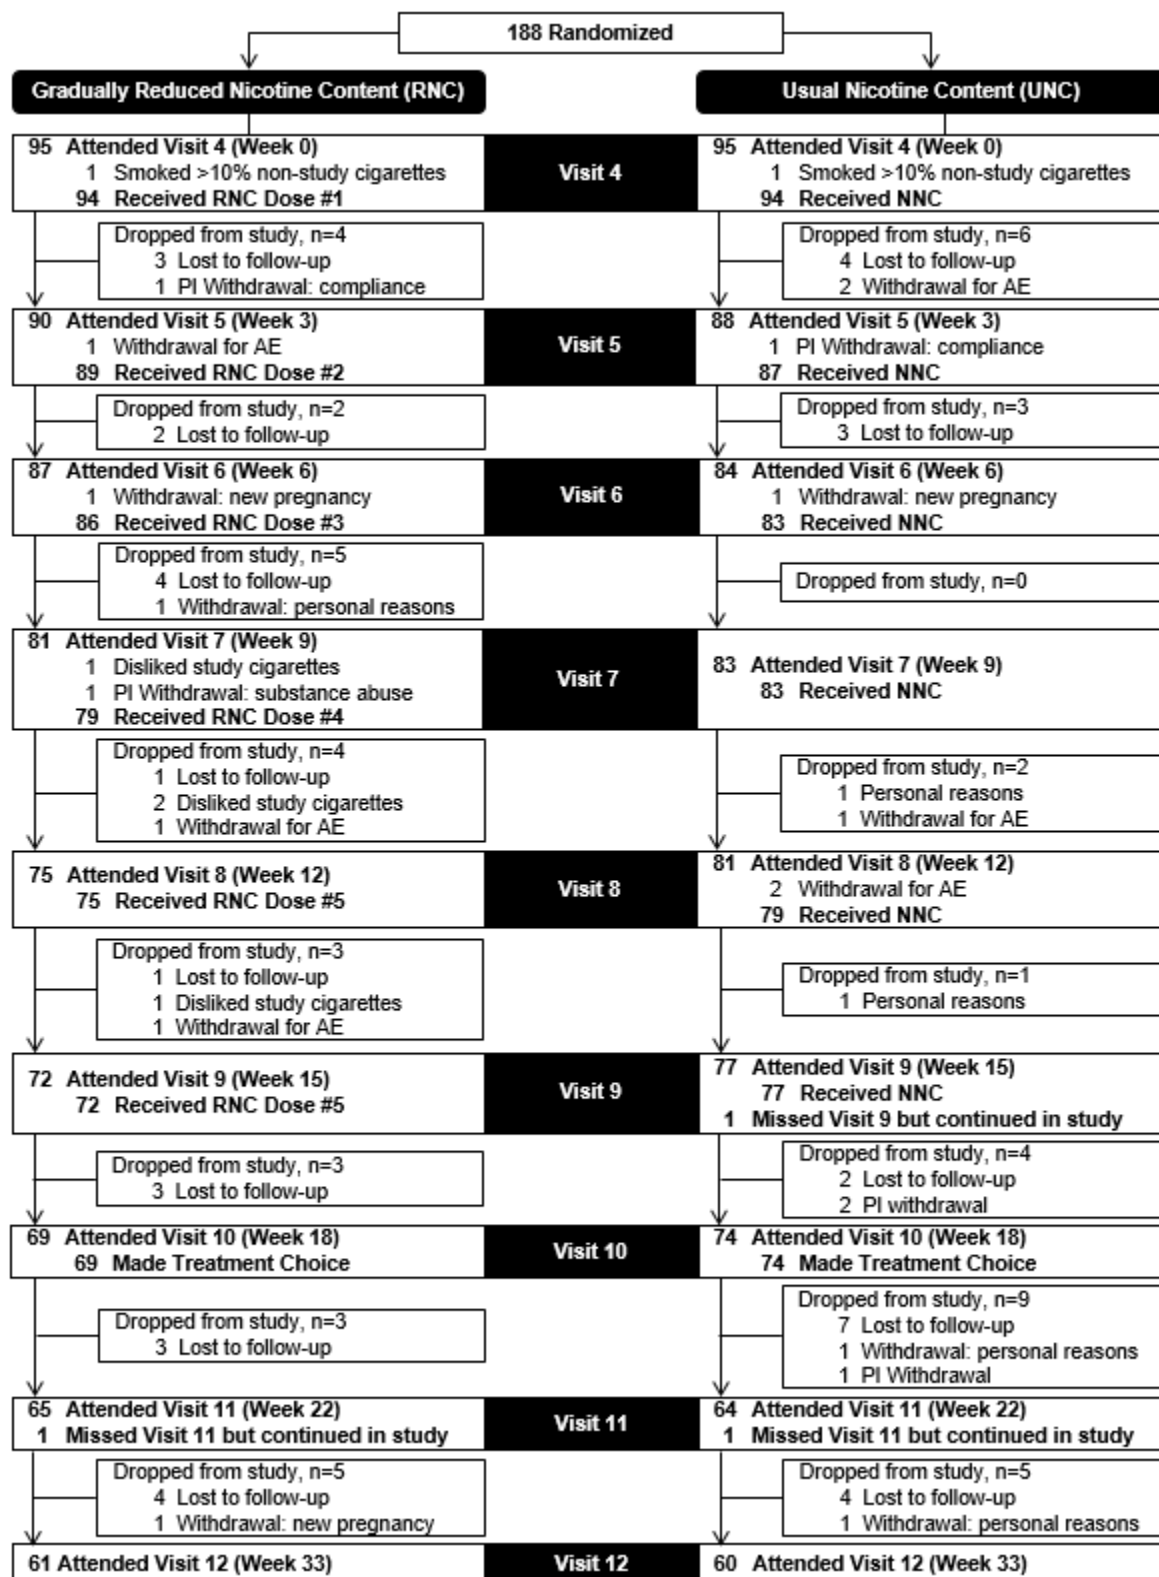 188 Randomized
Gradually Reduced Nicotine Content (RNC)
Usual Nicotine Content (UNC)
95 Attended Visit 4 (Week 0)
1 Smoked >10% non-study cigarettes
94 Received RNC Dose #1
Visit 4
95 Attended Visit 4 (Week 0)
1 Smoked >10% non-study cigarettes
94 Received NNC
Dropped from study, n=4
3 Lost to follow-up
1 PI Withdrawal: compliance
Dropped from study, n=6
4 Lost to follow-up
2 Withdrawal for AE
90 Attended Visit 5 (Week 3)
1 Withdrawal for AE
89 Received RNC Dose #2
Visit 5
88 Attended Visit 5 (Week 3)
1 PI Withdrawal: compliance
87 Received NNC
Dropped from study, n=2
2 Lost to follow-up
Dropped from study, n=3
3 Lost to follow-up
87 Attended Visit 6 (Week 6)
1 Withdrawal: new pregnancy
86 Received RNC Dose #3
Visit 6
84 Attended Visit 6 (Week 6)
1 Withdrawal: new pregnancy
83 Received NNC
Dropped from study, n=5
4 Lost to follow-up
1 Withdrawal: personal reasons
Dropped from study, n=0
81 Attended Visit 7 (Week 9)
1 Disliked study cigarettes
1 PI Withdrawal: substance abuse
79 Received RNC Dose #4
Visit 7
83 Attended Visit 7 (Week 9)
83 Received NNC
Dropped from study, n=4
1 Lost to follow-up
2 Disliked study cigarettes
1 Withdrawal for AE
Dropped from study, n=2
1 Personal reasons
1 Withdrawal for AE
75 Attended Visit 8 (Week 12)
75 Received RNC Dose #5
Visit 8
81 Attended Visit 8 (Week 12)
2 Withdrawal for AE
79 Received NNC
Dropped from study, n=3
1 Lost to follow-up
1 Disliked study cigarettes
1 Withdrawal for AE
Dropped from study, n=1
1 Personal reasons
72 Attended Visit 9 (Week 15)
72 Received RNC Dose #5
Visit 9
77 Attended Visit 9 (Week 15)
77 Received NNC
1 Missed Visit 9 but continued in study
Dropped from study, n=3
3 Lost to follow-up
Dropped from study, n=4
2 Lost to follow-up
2 PI withdrawal
69 Attended Visit 10 (Week 18)
69 Made Treatment Choice
Visit 10
74 Attended Visit 10 (Week 18)
74 Made Treatment Choice
Dropped from study, n=3
3 Lost to follow-up
Dropped from study, n=9
7 Lost to follow-up
1 Withdrawal: personal reasons
1 PI Withdrawal
65 Attended Visit 11 (Week 22)
1 Missed Visit 11 but continued in study
Visit 11
64 Attended Visit 11 (Week 22)
1 Missed Visit 11 but continued in study
Dropped from study, n=5
4 Lost to follow-up
1 Withdrawal: new pregnancy
Dropped from study, n=5
4 Lost to follow-up
1 Withdrawal: personal reasons
61 Attended Visit 12 (Week 33)
Visit 12
60 Attended Visit 12 (Week 33)